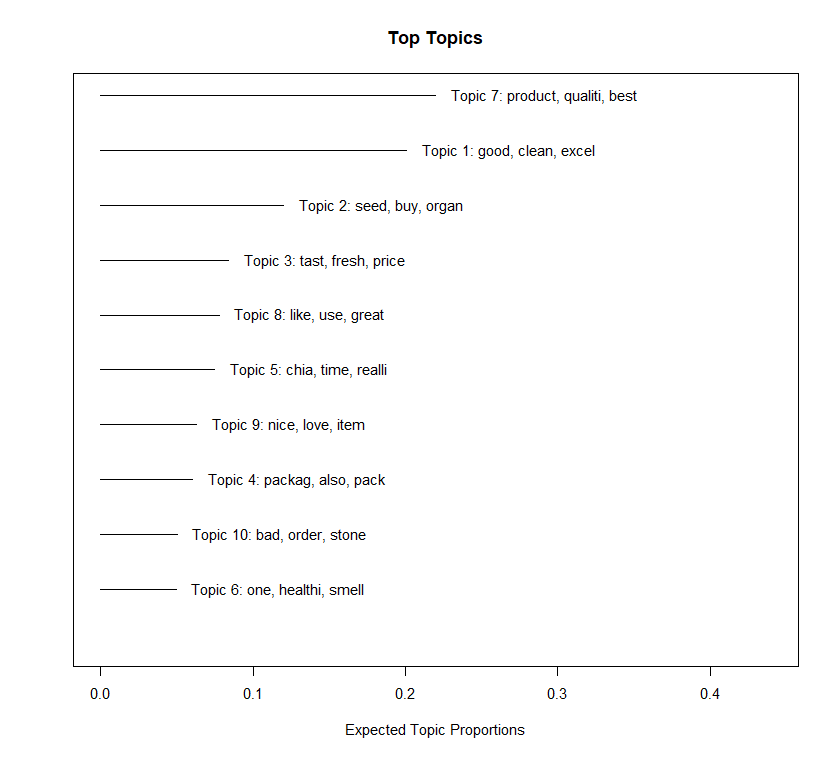 Top Topics
Topic 7: product, qualiti, best
Topic 1: good, clean, excel
Topic 2: seed, buy, organ
Topic 3: tast, fresh, price
Topic 8: like, use, great
Topic 5: chia, time, realli
Topic 9: nice, love, item
Topic 4: packag, also, pack
Topic 10: bad, order, stone
Topic 6: one, healthi, smell
0.0 0.1 0.2 0.3 0.4
Expected Topic Proportions